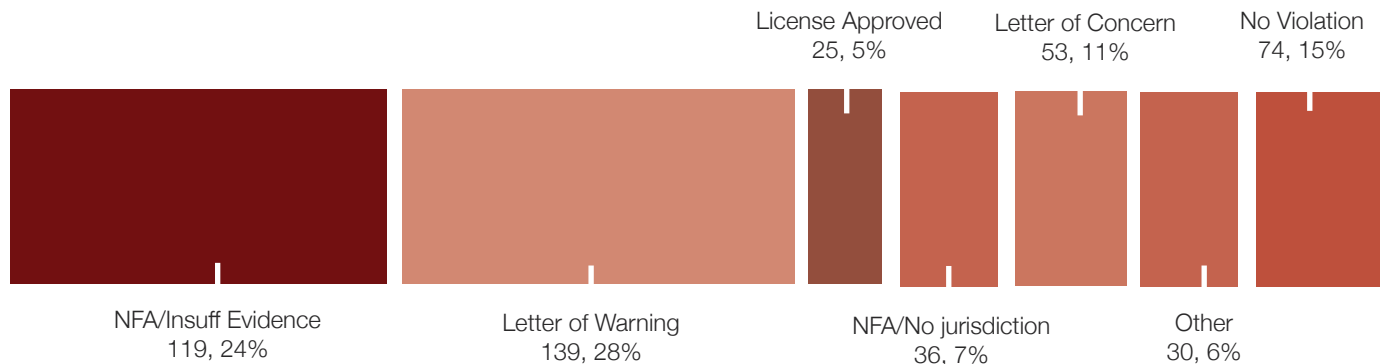 License Approved
25, 5%
Letter of Concern
53, 11%
No Violation
74, 15%
NFA/Insuff Evidence
119, 24%
Letter of Warning
139, 28%
NFA/No jurisdiction
36, 7%
Other
30, 6%